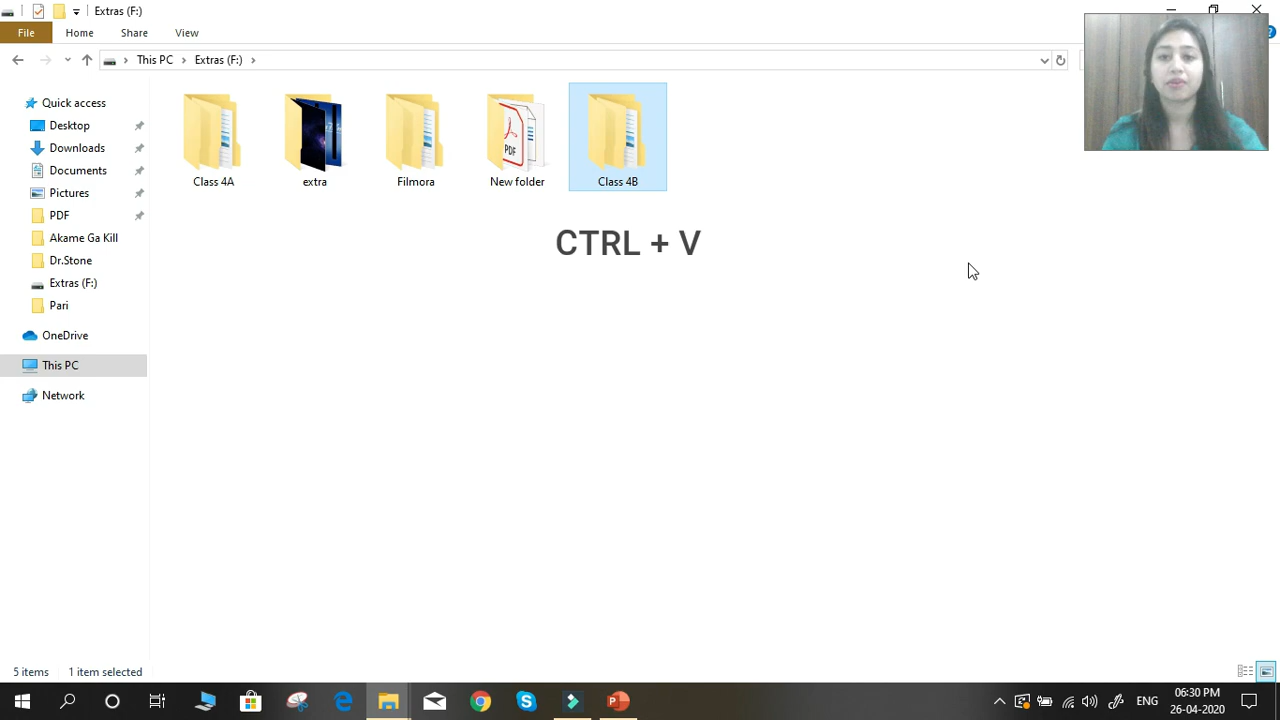 Extras (F:)
File Home Share View
This PC Extras (F:)
Quick access
Desktop
Downloads
Documents
Pictures
PDF
Akame Ga Kill
Dr.Stone
Extras (F:)
Pari
OneDrive
This PC
Network
PDF
Class 4A extra Filmora New folder Class 4B
CTRL + V
5 items 1 item selected
ENG
06:30 PM
26-04-2020